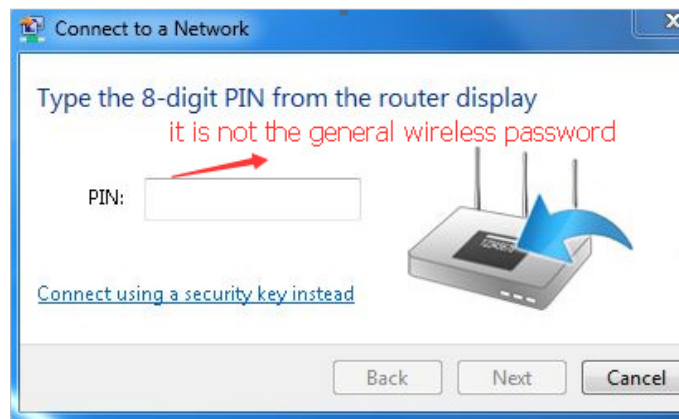 Connect to a Network
Type the 8-digit PIN from the router display
it is not the general wireless password
PIN:
Connect using a security key instead
Back Next Cancel